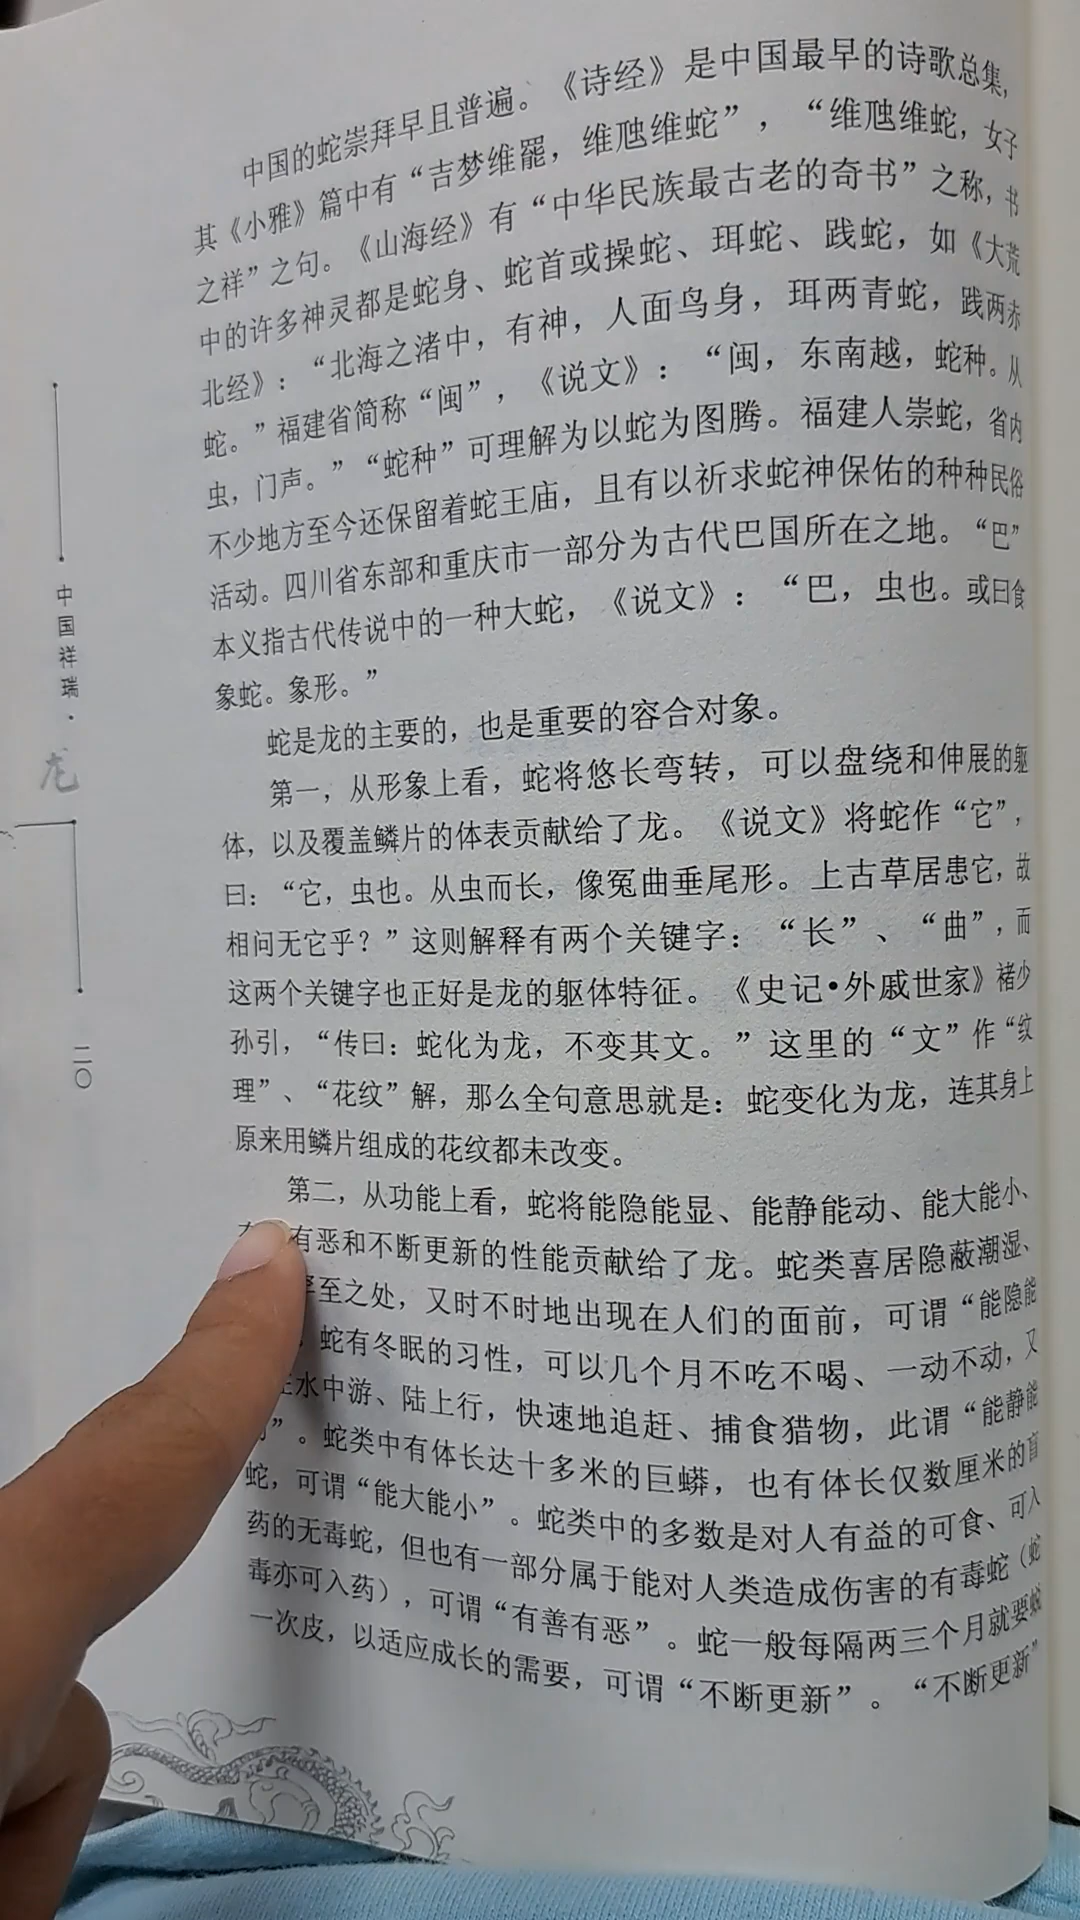 中国的蛇崇拜早且普遍。《诗经》是中国最早的诗歌总集，
其《小雅》篇中有“吉梦维罷，维虺维蛇”，“维虺维蛇，女子
之祥”之句。《山海经》有“中华民族最古老的奇书”之称，书
中的许多神灵都是蛇身、蛇首或操蛇、珥蛇、践蛇，如《大荒
北经》：“北海之渚中，有神，人面鸟身，珥两青蛇，践两赤
蛇。”福建省简称“闽”，《说文》：“闽，东南越，蛇种。从
虫，门声。”“蛇种”可理解为以蛇为图腾。福建人崇蛇，省内
不少地方至今还保留着蛇王庙，且有以祈求蛇神保佑的种种民俗
活动。四川省东部和重庆市一部分为古代巴国所在之地。“巴”
本义指古代传说中的一种大蛇，《说文》：“巴，虫也。或曰食
象蛇。象形。”
蛇是龙的主要的，也是重要的容合对象。
第一，从形象上看，蛇将悠长弯转，可以盘绕和伸展的躯
体，以及覆盖鳞片的体表贡献给了龙。《说文》将蛇作“它”，
曰：“它，虫也。从虫而长，像冤曲垂尾形。上古草居患它，故
相问无它乎？”这则解释有两个关键字：“长”、“曲”，而
这两个关键字也正好是龙的躯体特征。《史记•外戚世家》褚少
孙引，“传曰：蛇化为龙，不变其文。”这里的“文”作“纹
理”、“花纹”解，那么全句意思就是：蛇变化为龙，连其身上
原来用鳞片组成的花纹都未改变。
第二，从功能上看，蛇将能隐能显、能静能动、能大能小、
有恶和不断更新的性能贡献给了龙。蛇类喜居隐蔽潮湿、
至之处，又时不时地出现在人们的面前，可谓“能隐能
蛇有冬眠的习性，可以几个月不吃不喝、一动不动，又
水中游、陆上行，快速地追赶、捕食猎物，此谓“能静能
”。蛇类中有体长达十多米的巨蟒，也有体长仅数厘米的盲
蛇，可谓“能大能小”。蛇类中的多数是对人有益的可食、可入
药的无毒蛇，但也有一部分属于能对人类造成伤害的有毒蛇（蛇
毒亦可入药），可谓“有善有恶”。蛇一般每隔两三个月就要蜕
一次皮，以适应成长的需要，可谓“不断更新”。“不断更新”
中国祥瑞·
龙
二〇